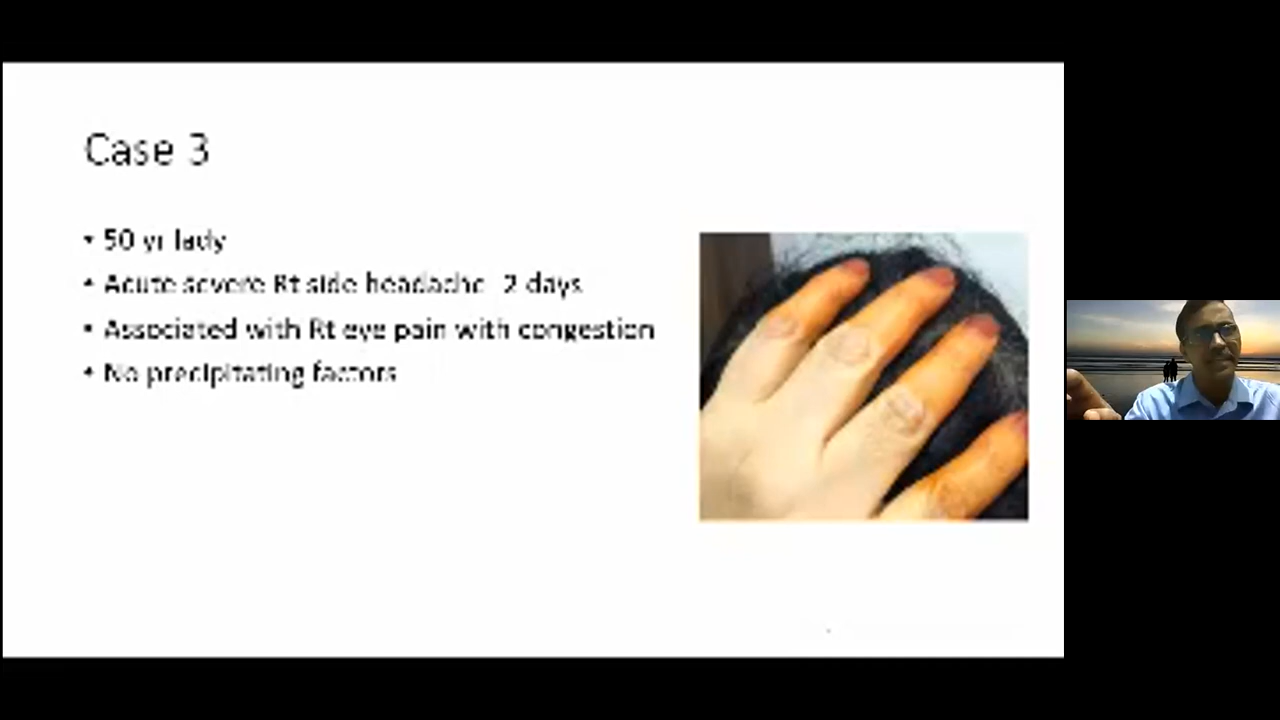 Case 3
• 50 yr lady
• Acute severe Rt side headache 2 days
• Associated with Rt eye pain with congestion
• No precipitating factors